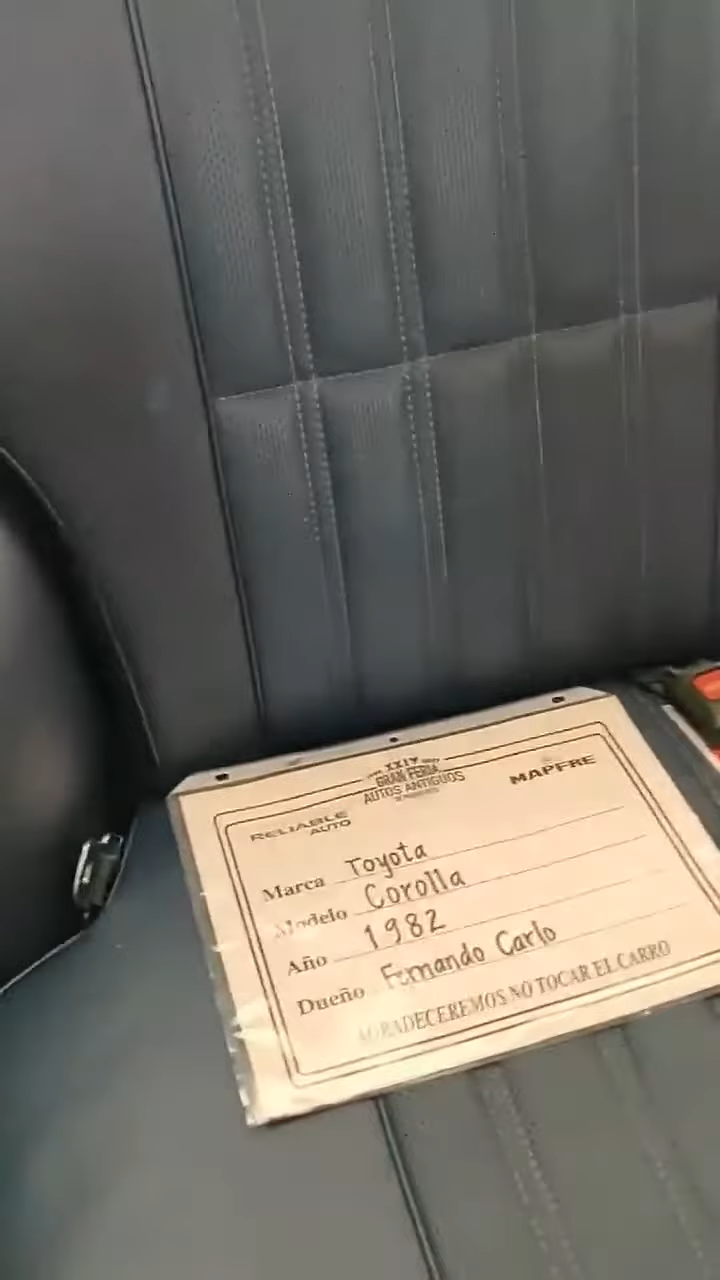 XXIV
GRAN FERIA
AUTOS ANTIGUOS
RELIABLE
AUTO
MAPFRE
Marca Toyota
Modelo Corolla
Año 1982
Dueño Fernando Carlo
AGRADECEREMOS NO TOCAR EL CARRO